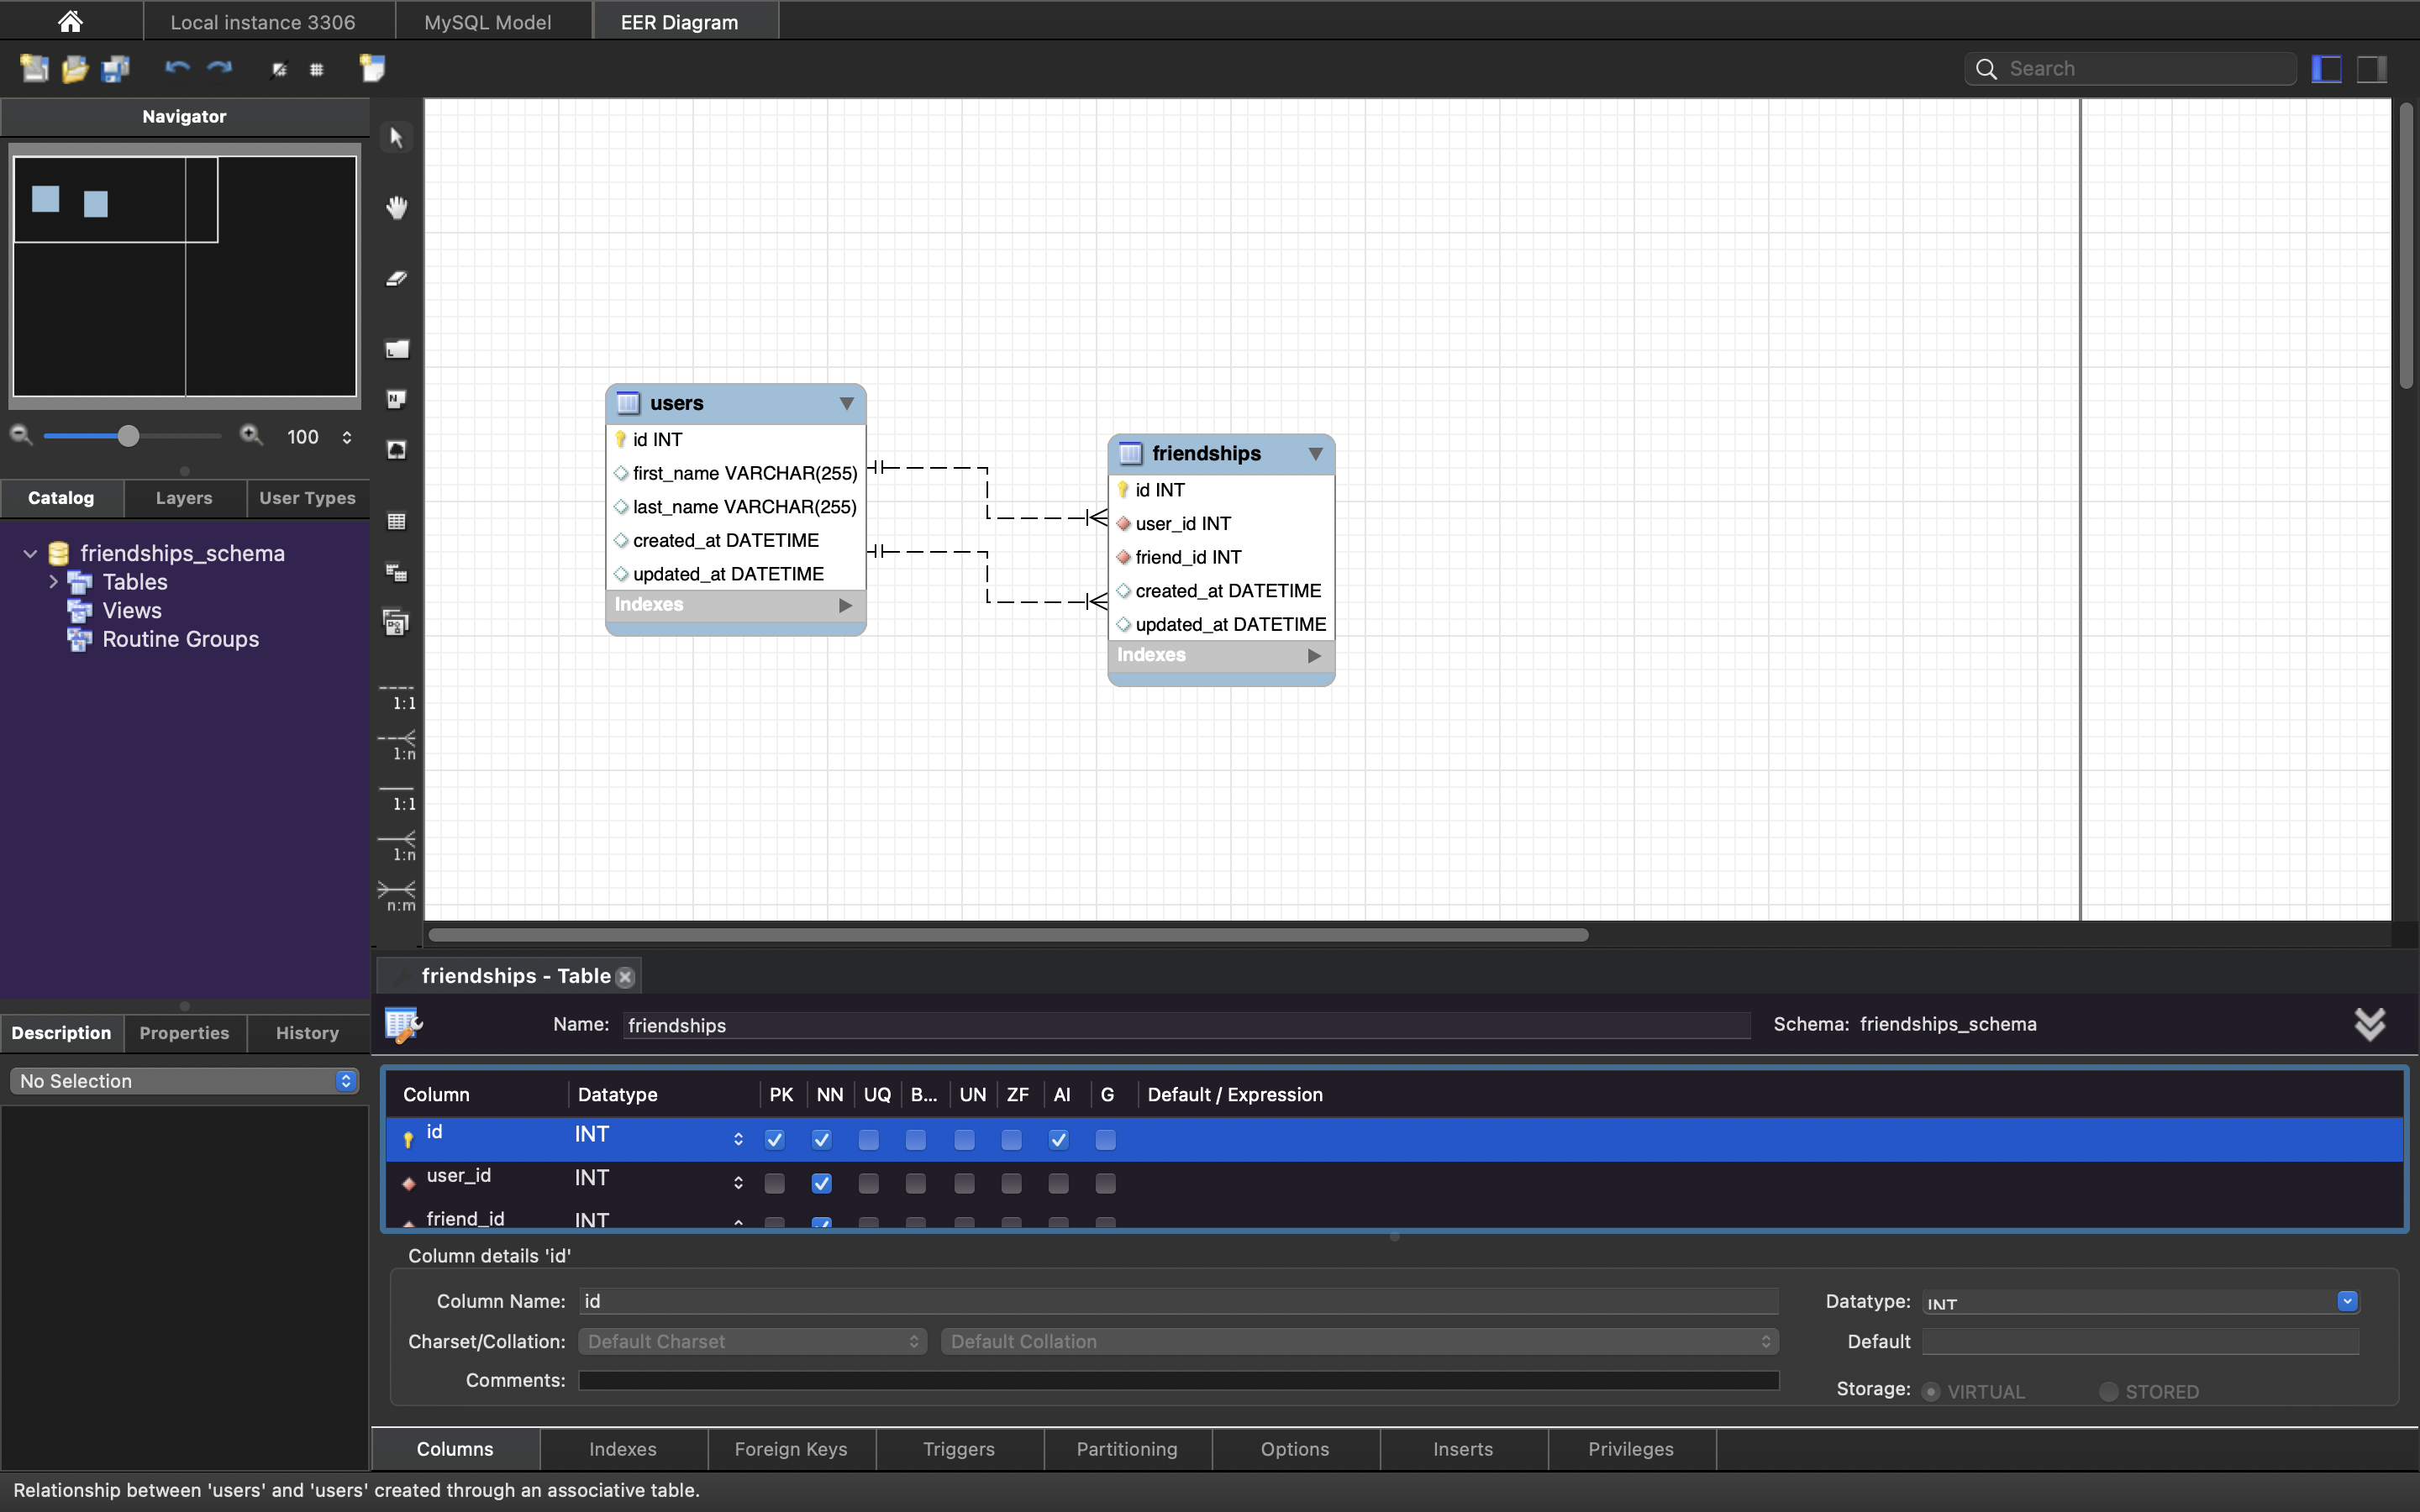 Local instance 3306
MySQL Model
EER Diagram
Search
Navigator
100
Catalog
Layers
User Types
friendships_schema
Tables
Views
Routine Groups
Description
Properties
History
No Selection
L
N
1:1
1:n
1:1
1:n
n:m
users
id INT
first_name VARCHAR(255)
last_name VARCHAR(255)
created_at DATETIME
updated_at DATETIME
Indexes
friendships
id INT
user_id INT
friend_id INT
created_at DATETIME
updated_at DATETIME
Indexes
friendships - Table
Name: friendships
Schema: friendships_schema
Column Datatype PK NN UQ B... UN ZF AI G Default / Expression
id INT
user_id INT
friend_id INT
Column details 'id'
Column Name: id
Datatype: INT
Charset/Collation: Default Charset Default Collation
Default
Comments:
Storage: VIRTUAL STORED
Columns
Indexes
Foreign Keys
Triggers
Partitioning
Options
Inserts
Privileges
Relationship between 'users' and 'users' created through an associative table.